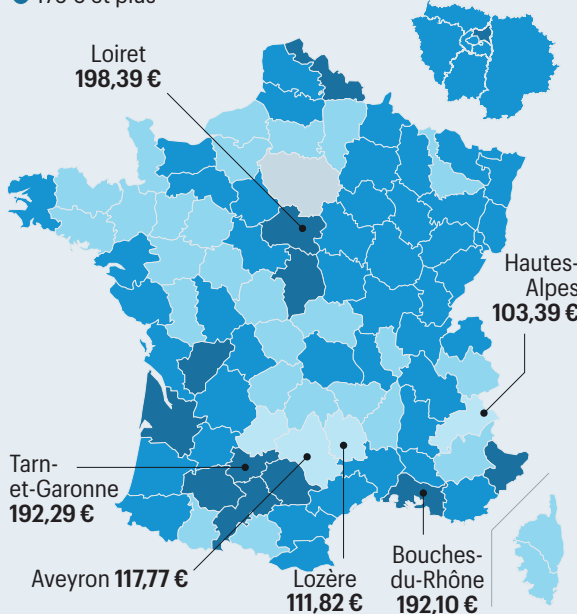 175 € et plus
Loiret
198,39 €
Hautes-
Alpes
103,39 €
Tarn-
et-Garonne
192,29 €
Aveyron 117,77 €
Lozère
111,82 €
Bouches-
du-Rhône
192,10 €